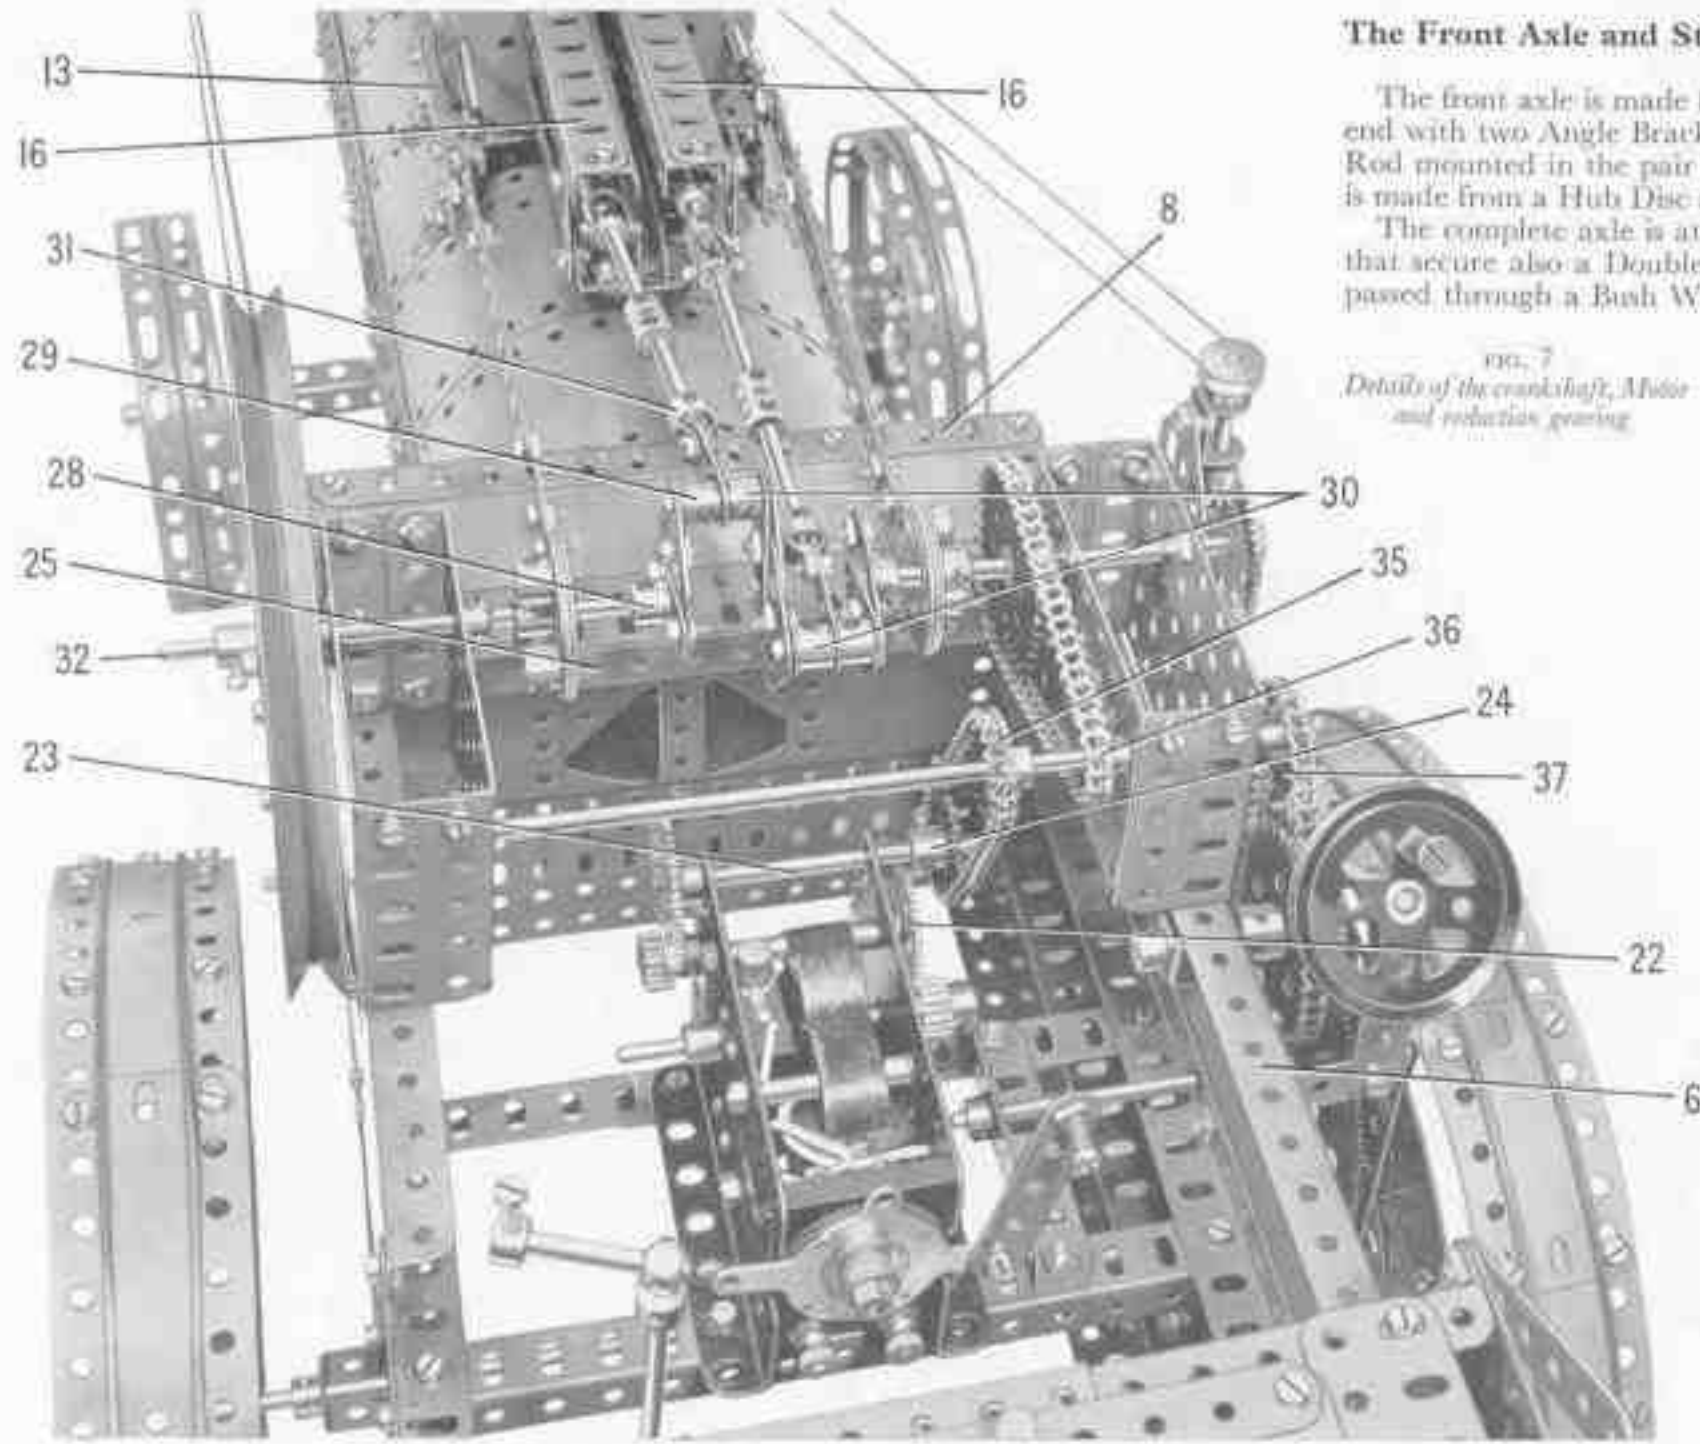 13
16
31
29
28
25
32
23
16
8
30
35
36
24
37
22
6
The Front Axle and St
The front axle is made
end with two Angle Brack
Rod mounted in the pair
is made from a Hub Disc
The complete axle is at
that secure also a Double
passed through a Bush W
FIG. 7
Details of the crankshaft, Motor
and reduction gearing